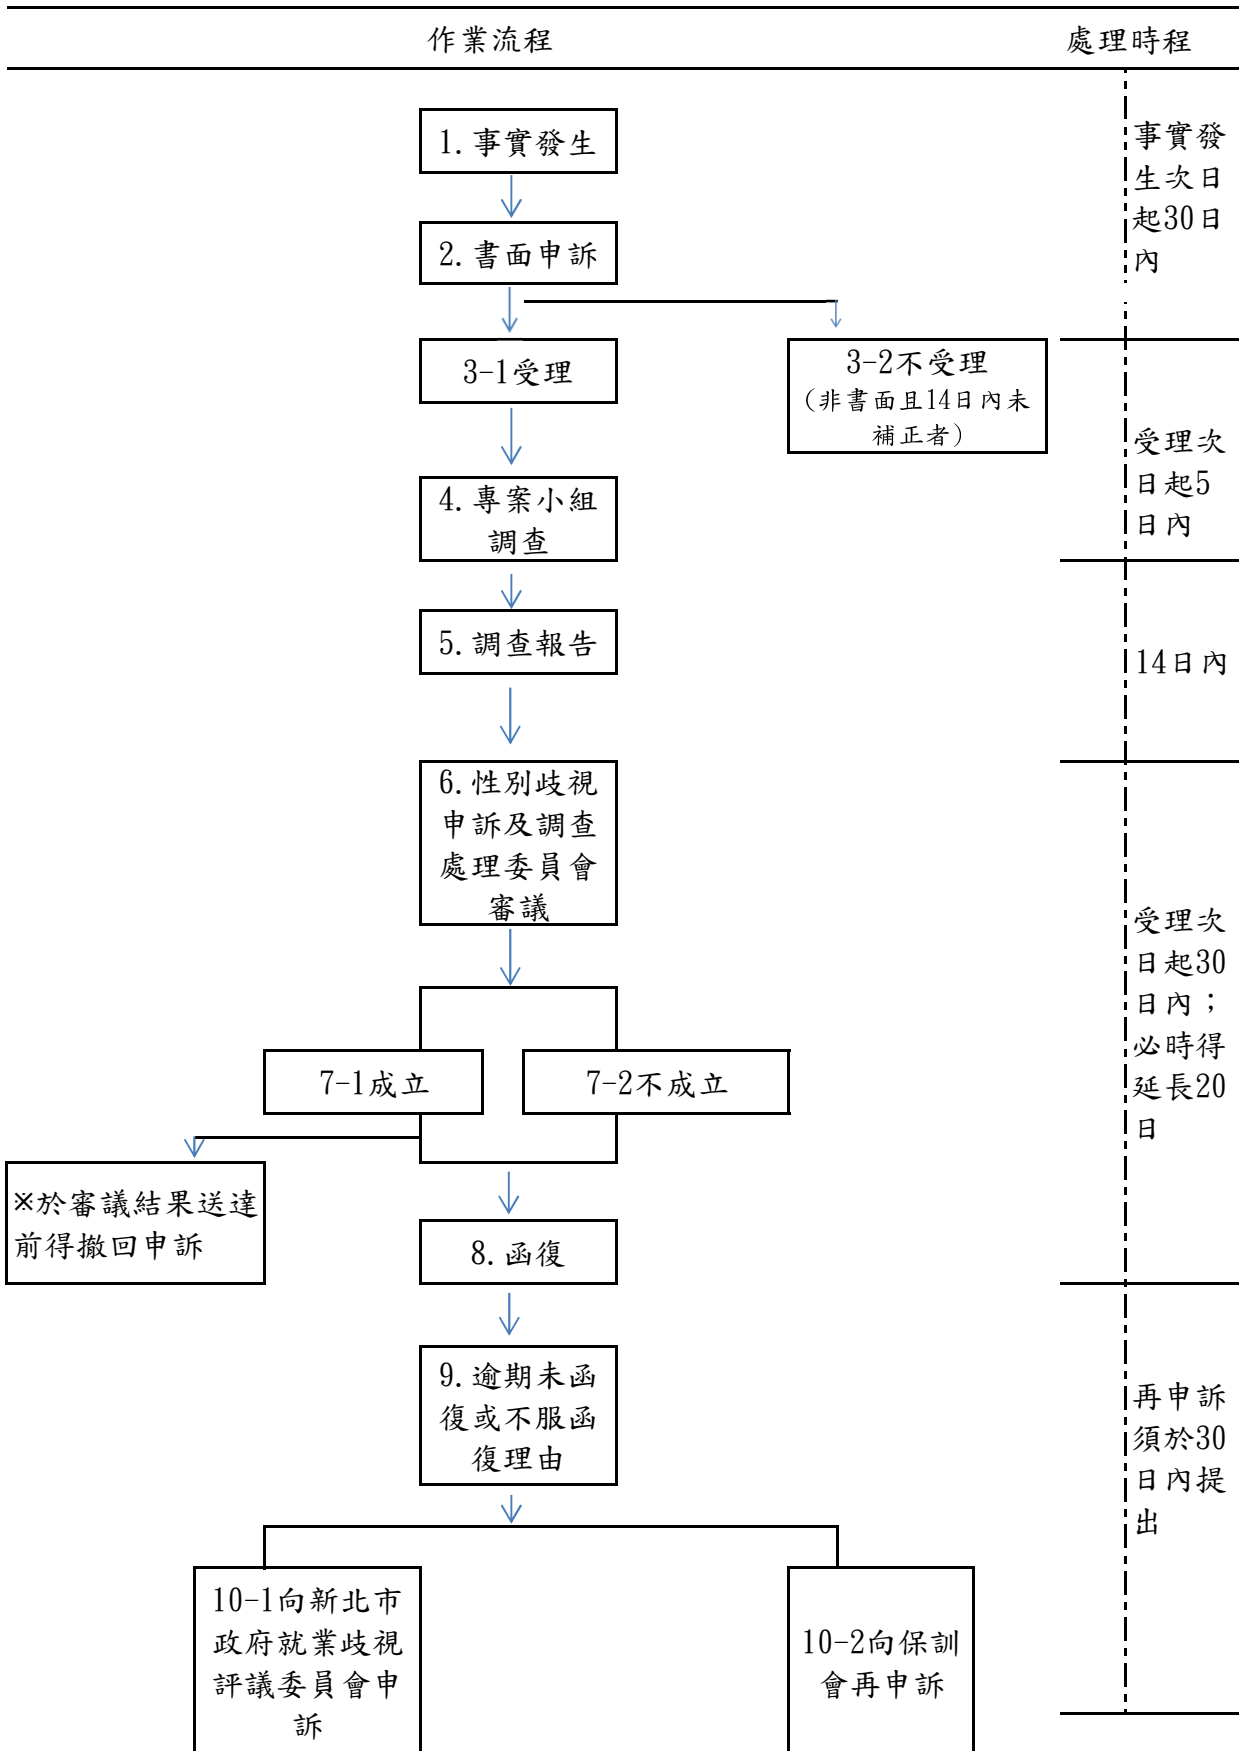 作業流程
處理時程
1.事實發生
2.書面申訴
事實發
生次日
起30日
內
3-1受理
3-2不受理
(非書面且14日內未
補正者)
4.專案小組
調查
受理次
日起5
日內
5.調查報告
14日內
6.性別歧視
申訴及調查
處理委員會
審議
7-1成立
7-2不成立
※於審議結果送達
前得撤回申訴
8.函復
受理次
日起30
日內；
必時得
延長20
日
9.逾期未函
復或不服函
復理由
10-1向新北市
政府就業歧視
評議委員會申
訴
10-2向保訓
會再申訴
再申訴
須於30
日內提
出